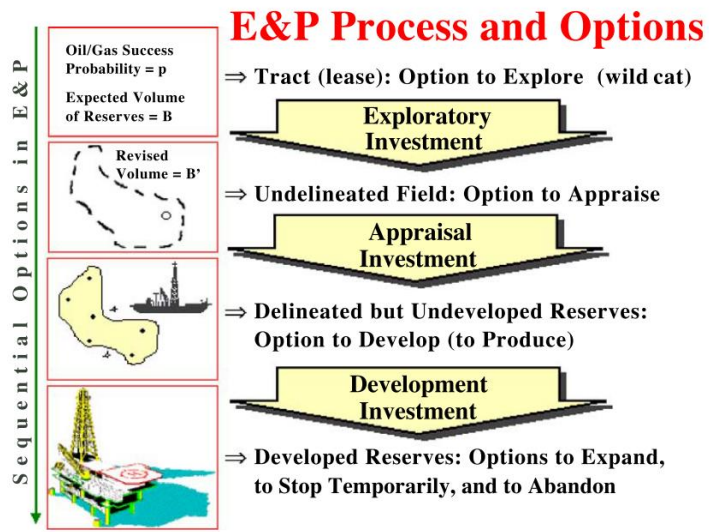 E&P Process and Options
Sequential Options in E&P
Oil/Gas Success
Probability = p
Expected Volume
of Reserves = B
⇒ Tract (lease): Option to Explore (wild cat)
Exploratory
Investment
Revised
Volume = B’
⇒ Undelineated Field: Option to Appraise
Appraisal
Investment
⇒ Delineated but Undeveloped Reserves:
Option to Develop (to Produce)
Development
Investment
⇒ Developed Reserves: Options to Expand,
to Stop Temporarily, and to Abandon